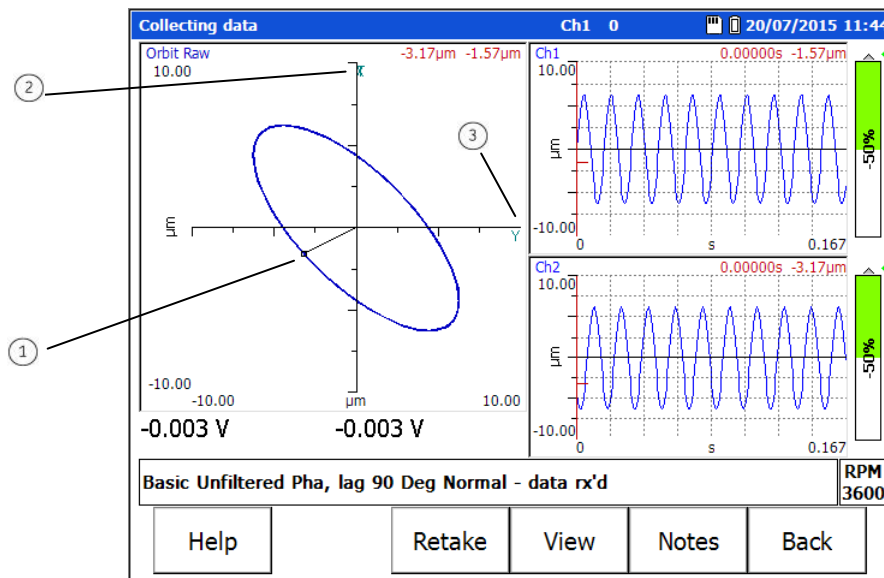 Collecting data Ch1 0 20/07/2015 11:44
Orbit Raw -3.17µm -1.57µm
10.00
X
Y
µm
-10.00
-10.00 µm 10.00
-0.003 V -0.003 V
Ch1 0.00000s -1.57µm
10.00
µm
-10.00
0 s 0.167
-50%
Ch2 0.00000s -3.17µm
10.00
µm
-10.00
0 s 0.167
-50%
Basic Unfiltered Pha, lag 90 Deg Normal - data rx'd
RPM
3600
Help Retake View Notes Back
2
3
1